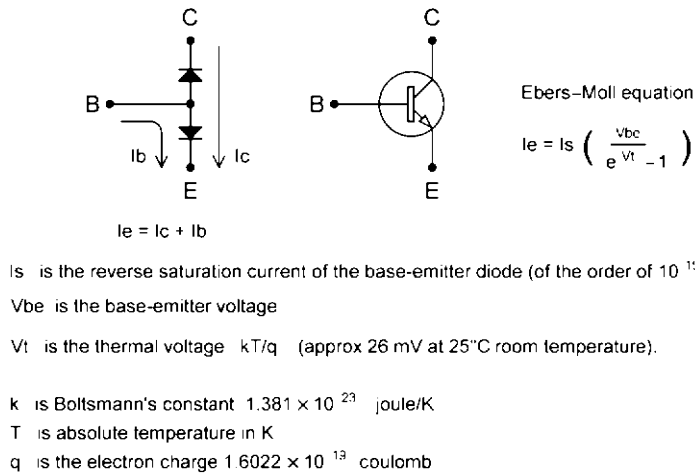 C
C
B
B
Ib
Ic
E
E
Ie = Ic + Ib
Ebers–Moll equation
Ie = Is ( e^(Vbe/Vt) – 1 )
Is is the reverse saturation current of the base-emitter diode (of the order of 10
Vbe is the base-emitter voltage
Vt is the thermal voltage kT/q (approx 26 mV at 25°C room temperature).
k is Boltsmann's constant 1.381 × 10 23 joule/K
T is absolute temperature in K
q is the electron charge 1.6022 × 10 19 coulomb